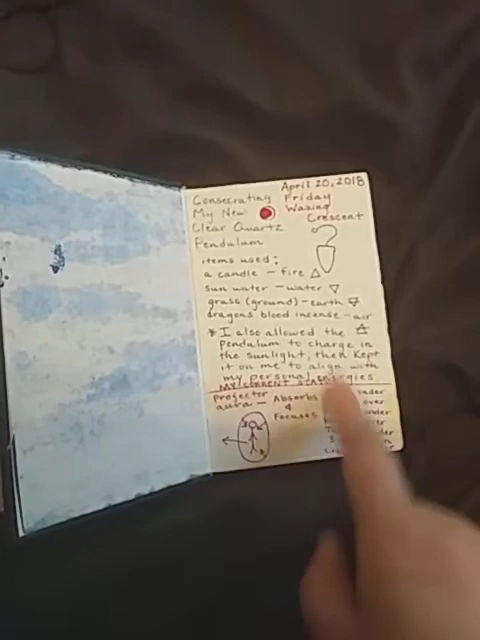 April 20, 2018
Consecrating Friday
My New Waxing
Crescent
Clear Quartz
Pendulum
items used:
a candle - fire
sun water - water
grass (ground) - earth
dragons blood incense - air
* I also allowed the
pendulum to charge in
the sunlight, then kept
it on me to align with
my personal energies
MY CURRENT
Projector
aura - Absorbs
&
Focuses
over